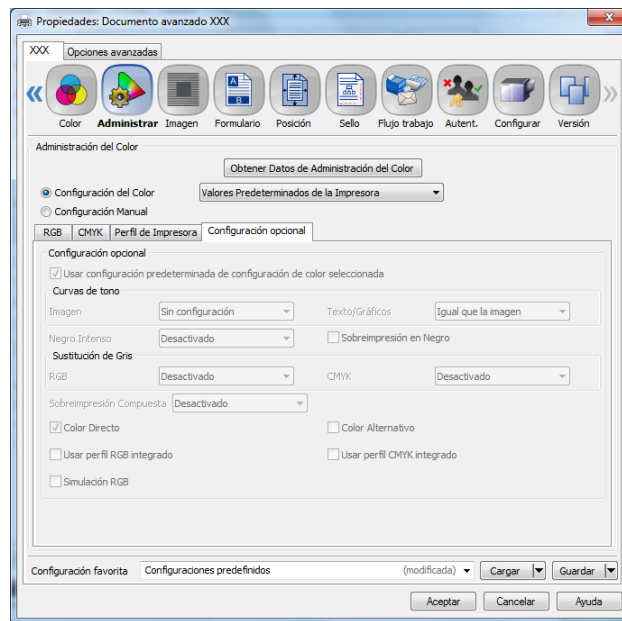 Propiedades: Documento avanzado XXX
XXX Opciones avanzadas
Color Administrar Imagen Formulario Posición Sello Flujo trabajo Autent. Configurar Versión
Administración del Color
Obtener Datos de Administración del Color
Configuración del Color Valores Predeterminados de la Impresora
Configuración Manual
RGB CMYK Perfil de Impresora Configuración opcional
Configuración opcional
Usar configuración predeterminada de configuración de color seleccionada
Curvas de tono
Imagen Sin configuración Texto/Gráficos Igual que la imagen
Negro Intenso Desactivado Sobreimpresión en Negro
Sustitución de Gris
RGB Desactivado CMYK Desactivado
Sobreimpresión Compuesta Desactivado
Color Directo Color Alternativo
Usar perfil RGB integrado Usar perfil CMYK integrado
Simulación RGB
Configuración favorita Configuraciones predefinidos (modificada) Cargar Guardar
Aceptar Cancelar Ayuda